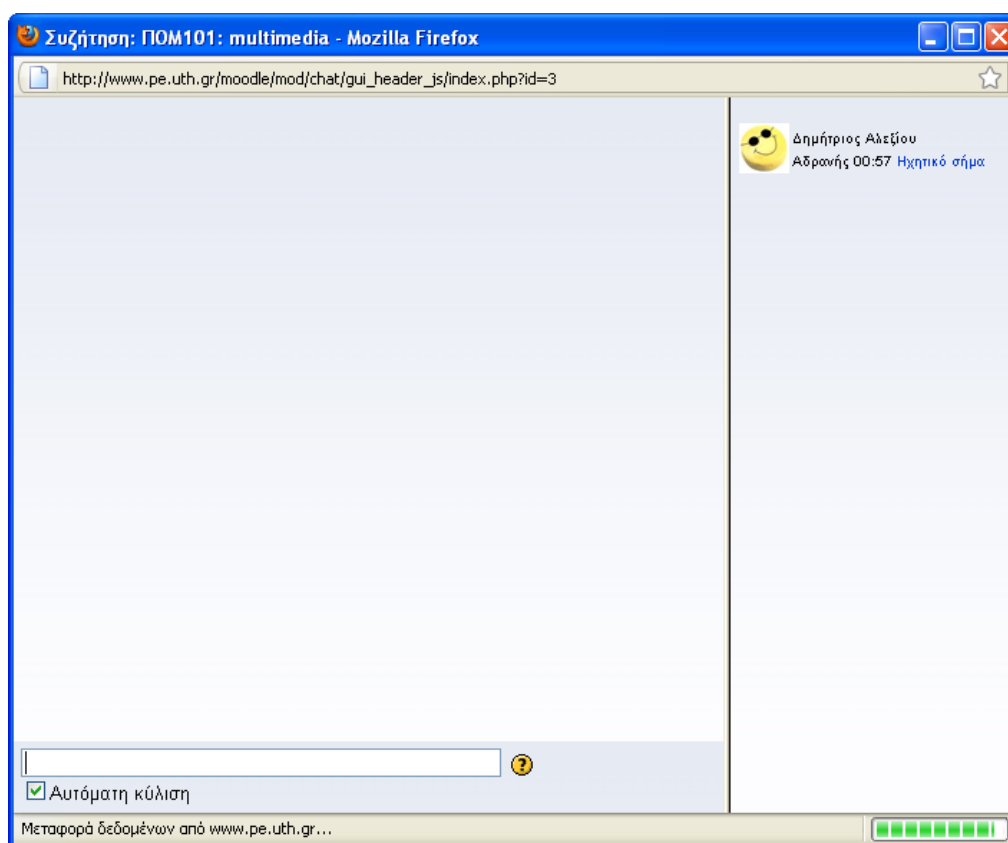 Συζήτηση: ΠΟΜ101: multimedia - Mozilla Firefox
http://www.pe.uth.gr/moodle/mod/chat/gui_header_js/index.php?id=3
Δημήτριος Αλεξίου
Αδρανής 00:57 Ηχητικό σήμα
?
Αυτόματη κύλιση
Μεταφορά δεδομένων από www.pe.uth.gr...